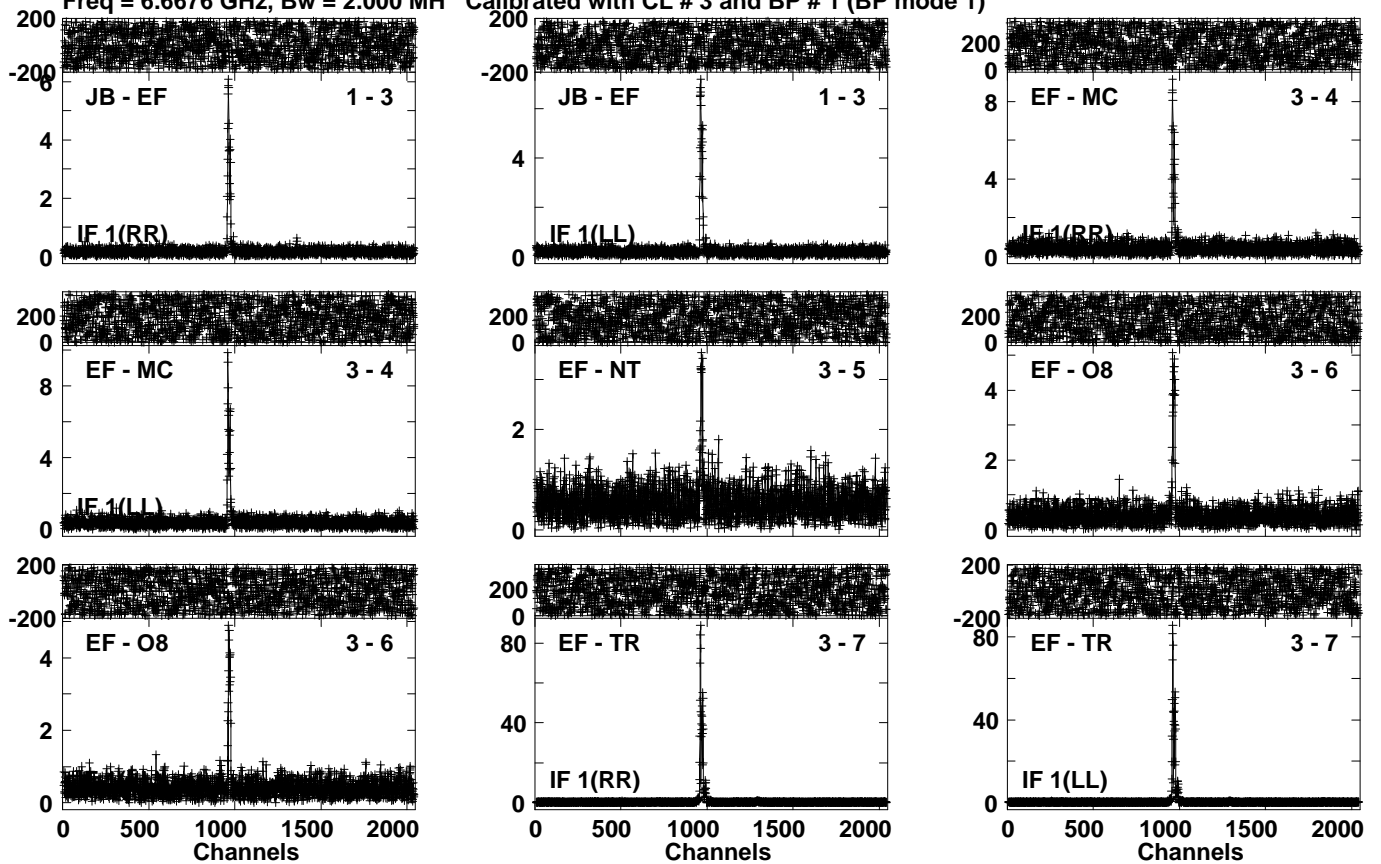 Freq = 6.6676 GHz, Bw = 2.000 MH Calibrated with CL # 3 and BP # 1 (BP mode 1)
200
-200
JB - EF 1 - 3
6
4
2
0
IF 1(RR)
200
-200
JB - EF 1 - 3
4
0
IF 1(LL)
200
0
EF - MC 3 - 4
8
4
0
IF 1(RR)
200
0
EF - MC 3 - 4
8
4
0
IF 1(LL)
200
0
EF - NT 3 - 5
2
0
200
0
EF - O8 3 - 6
4
2
0
200
-200
EF - O8 3 - 6
4
2
0
0 500 1000 1500 2000
Channels
200
0
EF - TR 3 - 7
80
40
0
IF 1(RR)
0 500 1000 1500 2000
Channels
200
-200
EF - TR 3 - 7
80
40
0
IF 1(LL)
0 500 1000 1500 2000
Channels